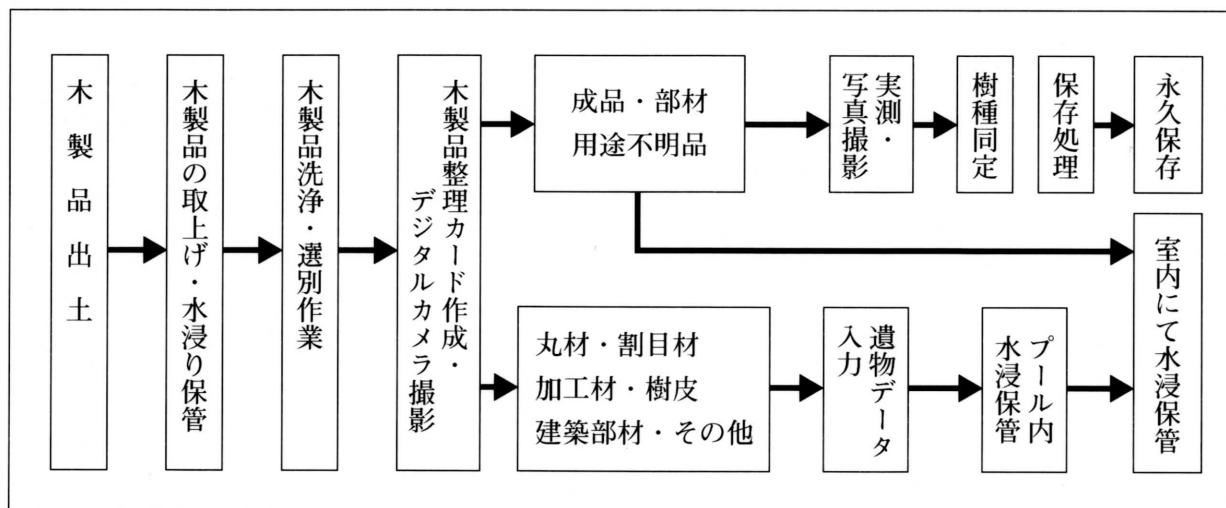 木製品出土
木製品の取上げ・水浸り保管
木製品洗浄・選別作業
木製品整理カード作成・
デジタルカメラ撮影
成品・部材
用途不明品
実測・
写真撮影
樹種同定
保存処理
永久保存
丸材・割目材
加工材・樹皮
建築部材・その他
遺物データ
入力
プール内
水浸保管
室内にて水浸保管